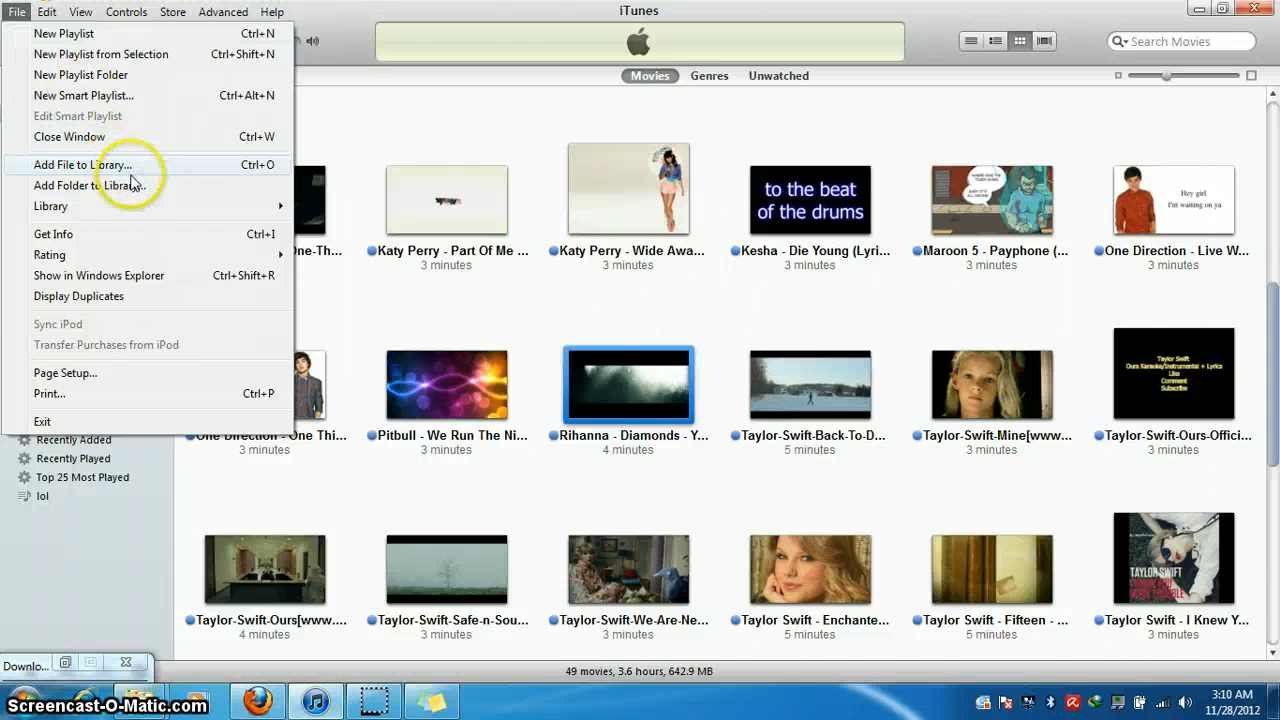 File Edit View Controls Store Advanced Help
iTunes
Search Movies
Movies Genres Unwatched
New Playlist Ctrl+N
New Playlist from Selection Ctrl+Shift+N
New Playlist Folder
New Smart Playlist... Ctrl+Alt+N
Edit Smart Playlist
Close Window Ctrl+W
Add File to Library... Ctrl+O
Add Folder to Libra...
Library
Get Info Ctrl+I
Rating
Show in Windows Explorer Ctrl+Shift+R
Display Duplicates
Sync iPod
Transfer Purchases from iPod
Page Setup...
Print... Ctrl+P
Exit
Recently Added
Recently Played
Top 25 Most Played
lol
to the beat
of the drums
Hey girl
I'm waiting on ya
One-Th... Katy Perry - Part Of Me ... Katy Perry - Wide Awa... Kesha - Die Young (Lyri... Maroon 5 - Payphone (... One Direction - Live W...
3 minutes 3 minutes 3 minutes 3 minutes 3 minutes
Taylor Swift
Ours Karaoke/Instrumental + Lyrics
Like
Comment
Subscribe
One Direction - One Thi... Pitbull - We Run The Ni... Rihanna - Diamonds - Y... Taylor-Swift-Back-To-D... Taylor-Swift-Mine[www... Taylor-Swift-Ours-Offici...
3 minutes 3 minutes 4 minutes 5 minutes 3 minutes 3 minutes
TAYLOR SWIFT
Taylor-Swift-Ours[www.... Taylor-Swift-Safe-n-Sou... Taylor-Swift-We-Are-Ne... Taylor Swift - Enchante... Taylor Swift - Fifteen - ... Taylor Swift - I Knew Y...
4 minutes 3 minutes 3 minutes 5 minutes 5 minutes 3 minutes
Downlo...
49 movies, 3.6 hours, 642.9 MB
Screencast-O-Matic.com
3:10 AM
11/28/2012